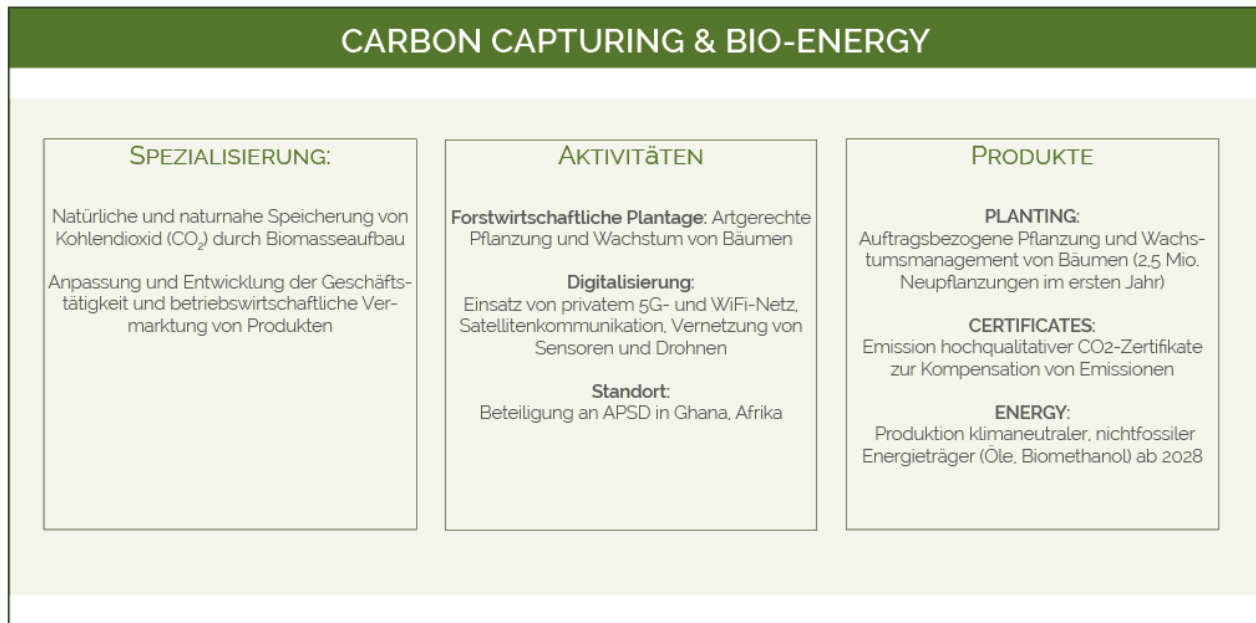 CARBON CAPTURING & BIO-ENERGY
SPEZIALISIERUNG:
Natürliche und naturnahe Speicherung von
Kohlendioxid (CO₂) durch Biomasseaufbau
Anpassung und Entwicklung der Geschäfts-
tätigkeit und betriebswirtschaftliche Ver-
marktung von Produkten
AKTIVITäTEN
Forstwirtschaftliche Plantage: Artgerechte
Pflanzung und Wachstum von Bäumen
Digitalisierung:
Einsatz von privatem 5G- und WiFi-Netz,
Satellitenkommunikation, Vernetzung von
Sensoren und Drohnen
Standort:
Beteiligung an APSD in Ghana, Afrika
PRODUKTE
PLANTING:
Auftragsbezogene Pflanzung und Wachs-
tumsmanagement von Bäumen (2,5 Mio.
Neupflanzungen im ersten Jahr)
CERTIFICATES:
Emission hochqualitativer CO2-Zertifikate
zur Kompensation von Emissionen
ENERGY:
Produktion klimaneutraler, nichtfossiler
Energieträger (Öle, Biomethanol) ab 2028